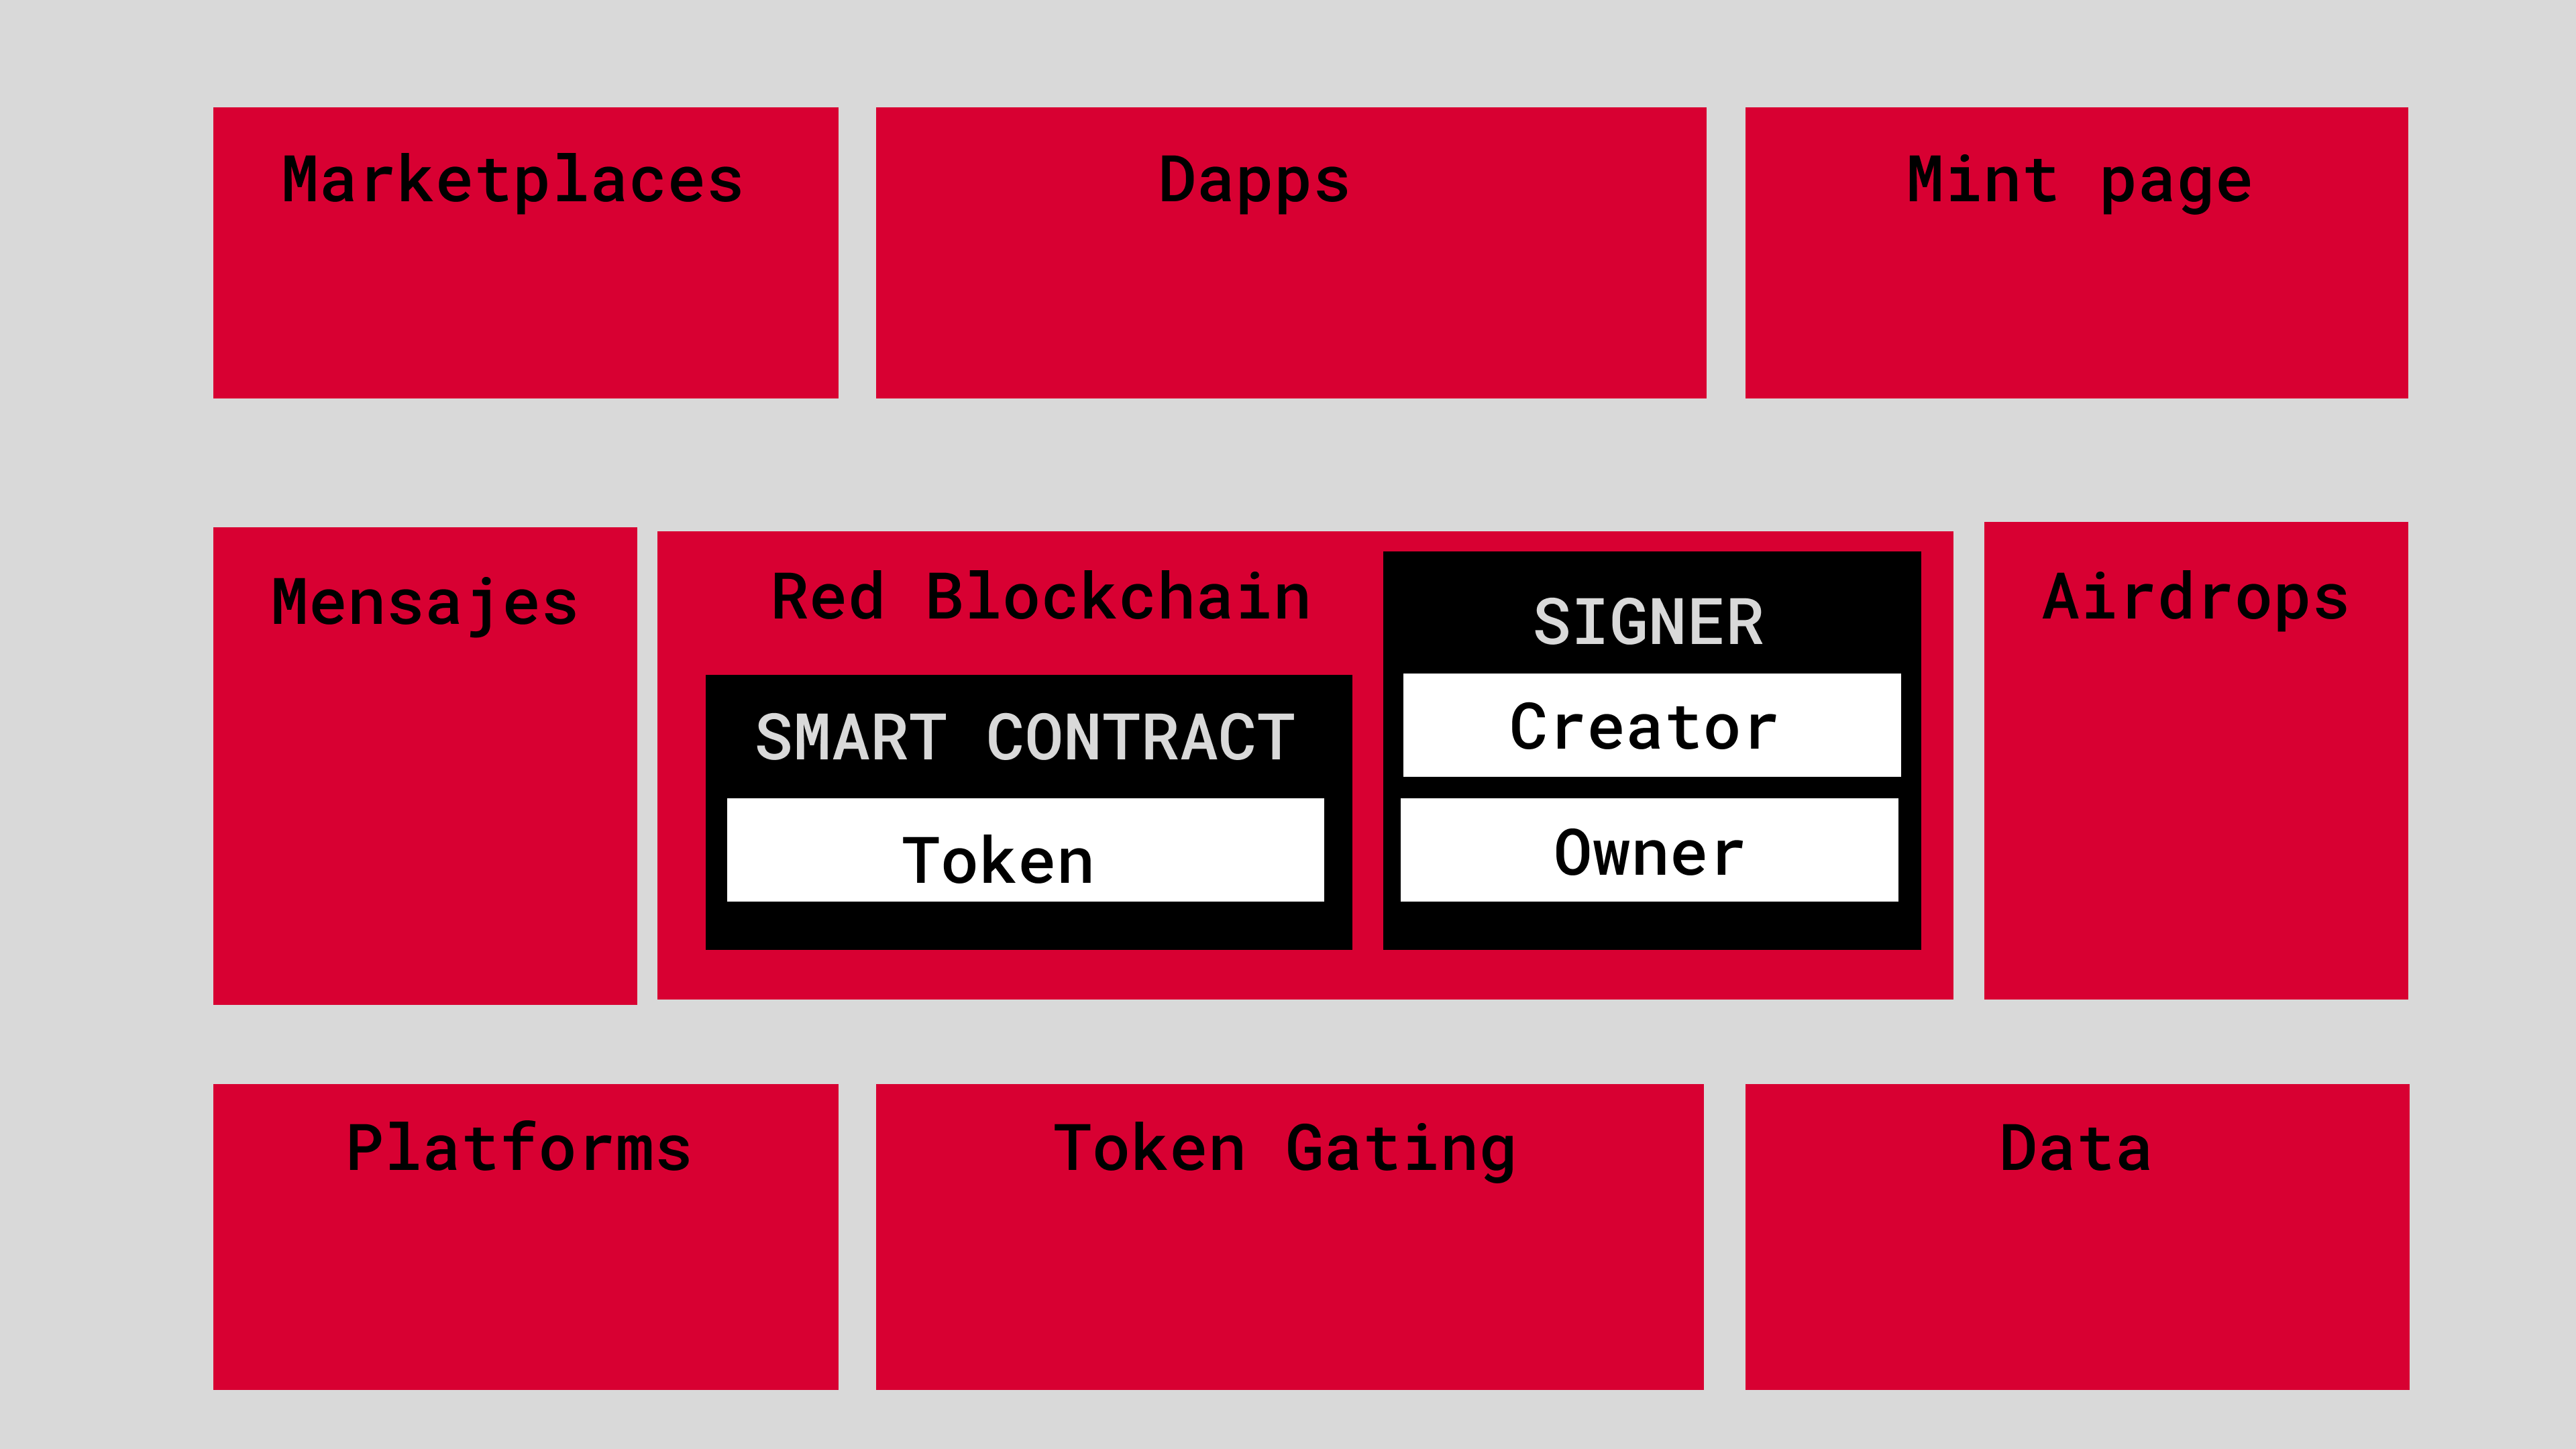 Marketplaces
Dapps
Mint page
Mensajes
Red Blockchain
SMART CONTRACT
Token
SIGNER
Creator
Owner
Airdrops
Platforms
Token Gating
Data